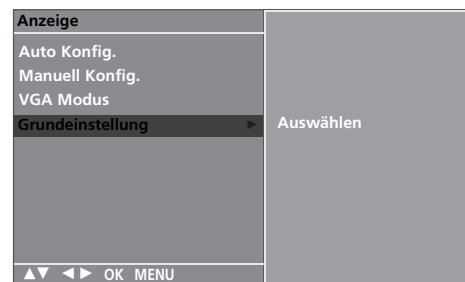 Anzeige
Auto Konfig.
Manuell Konfig.
VGA Modus
Grundeinstellung ►
Auswählen
▲▼ ◄► OK MENU